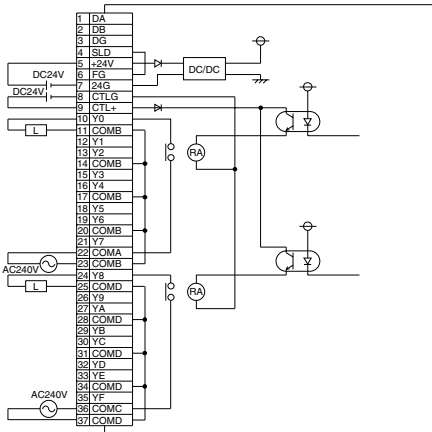 1 DA
2 DB
3 DG
4 SLD
5 +24V
6 FG
7 24G
8 CTLG
9 CTL+
10 Y0
11 COMB
12 Y1
13 Y2
14 COMB
15 Y3
16 Y4
17 COMB
18 Y5
19 Y6
20 COMB
21 Y7
22 COMA
23 COMB
24 Y8
25 COMD
26 Y9
27 YA
28 COMD
29 YB
30 YC
31 COMD
32 YD
33 YE
34 COMD
35 YF
36 COMC
37 COMD
DC24V
DC24V
L
AC240V
L
AC240V
DC/DC
RA
RA